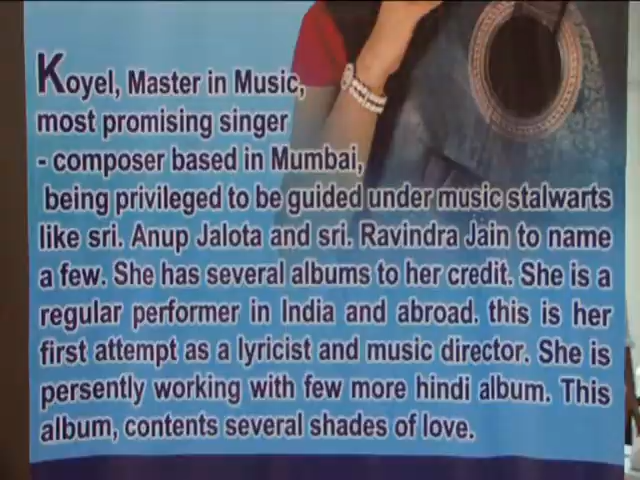 Koyel, Master in Music,
most promising singer
- composer based in Mumbai,
being privileged to be guided under music stalwarts
like sri. Anup Jalota and sri. Ravindra Jain to name
a few. She has several albums to her credit. She is a
regular performer in India and abroad. this is her
first attempt as a lyricist and music director. She is
persently working with few more hindi album. This
album, contents several shades of love.